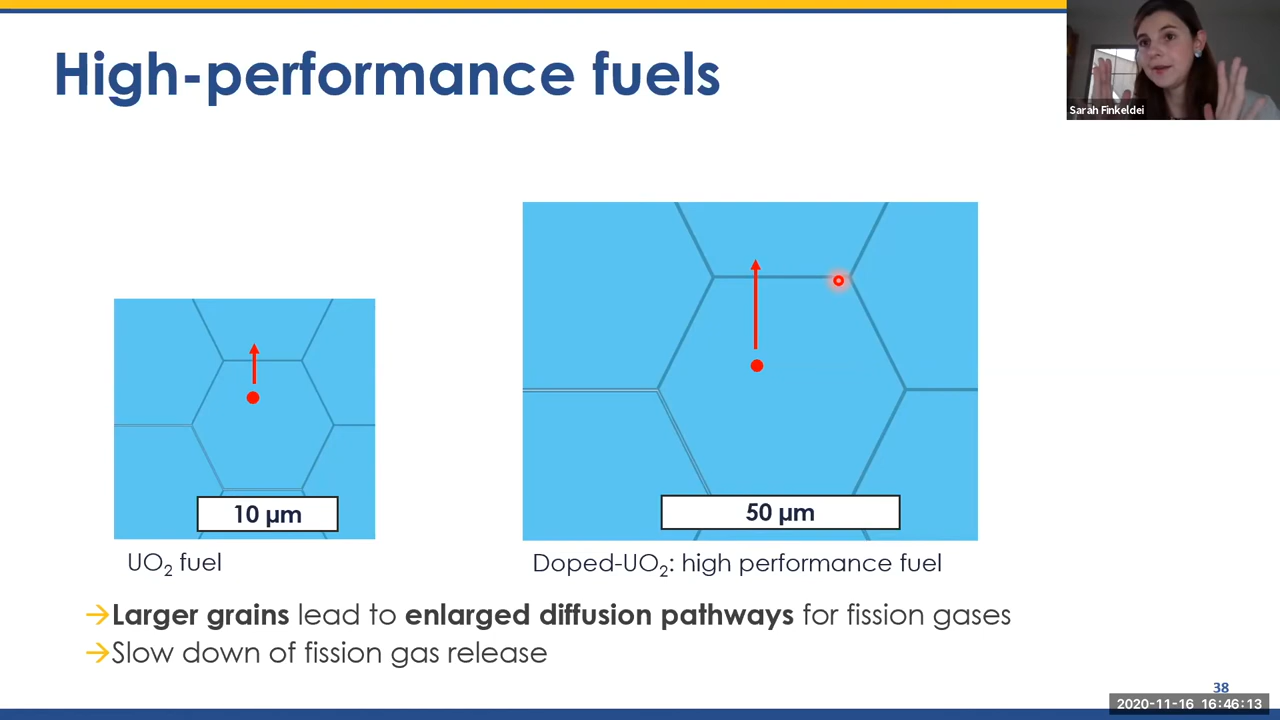 High-performance fuels
Sarah Finkeldei
10 µm
50 µm
UO₂ fuel
Doped-UO₂: high performance fuel
→Larger grains lead to enlarged diffusion pathways for fission gases
→Slow down of fission gas release
38
2020-11-16 16:46:13